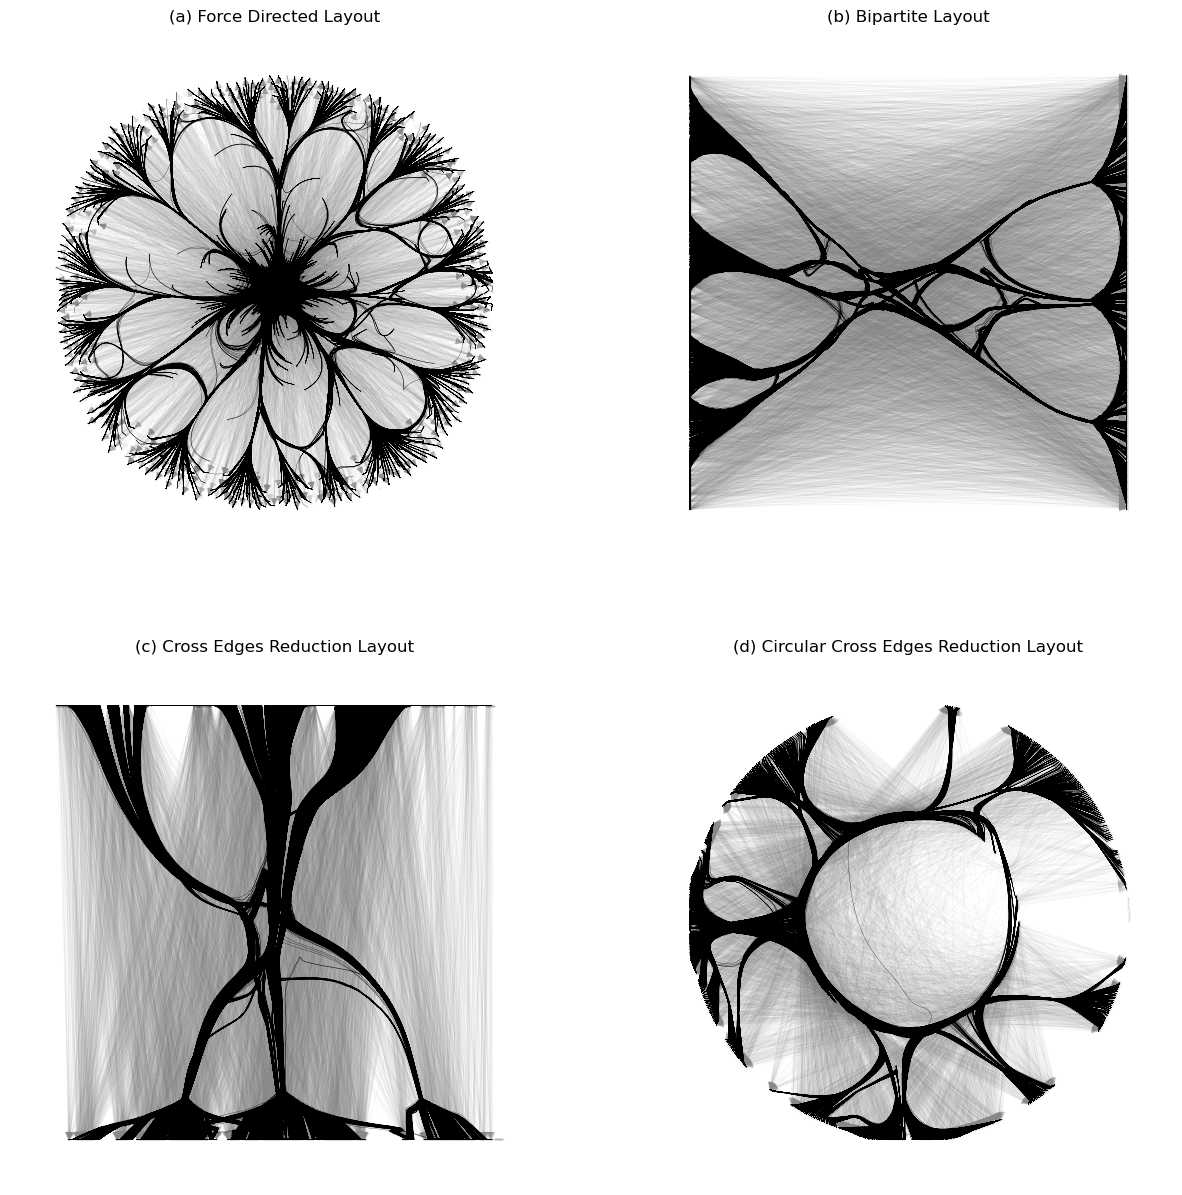 (a) Force Directed Layout
(b) Bipartite Layout
(c) Cross Edges Reduction Layout
(d) Circular Cross Edges Reduction Layout